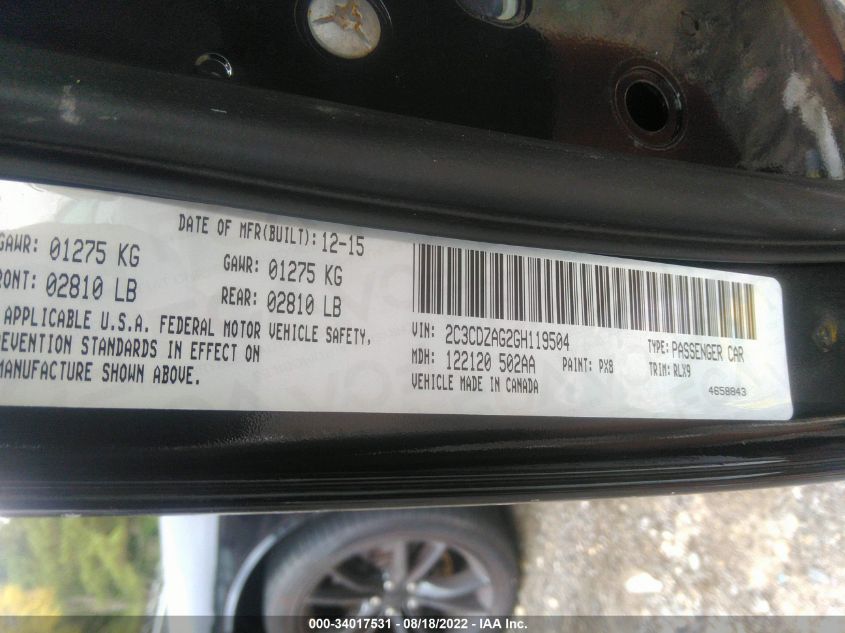 DATE OF MFR(BUILT): 12-15
GAWR: 01275 KG
FRONT: 02810 LB
GAWR: 01275 KG
REAR: 02810 LB
APPLICABLE U.S.A. FEDERAL MOTOR VEHICLE SAFETY,
PREVENTION STANDARDS IN EFFECT ON
MANUFACTURE SHOWN ABOVE.
VIN: 2C3CDZAG2GH119504
TYPE: PASSENGER CAR
MDH: 122120 502AA PAINT: PX8
TRIM: RLX9
VEHICLE MADE IN CANADA
4658843
000-34017531 - 08/18/2022 - IAA Inc.